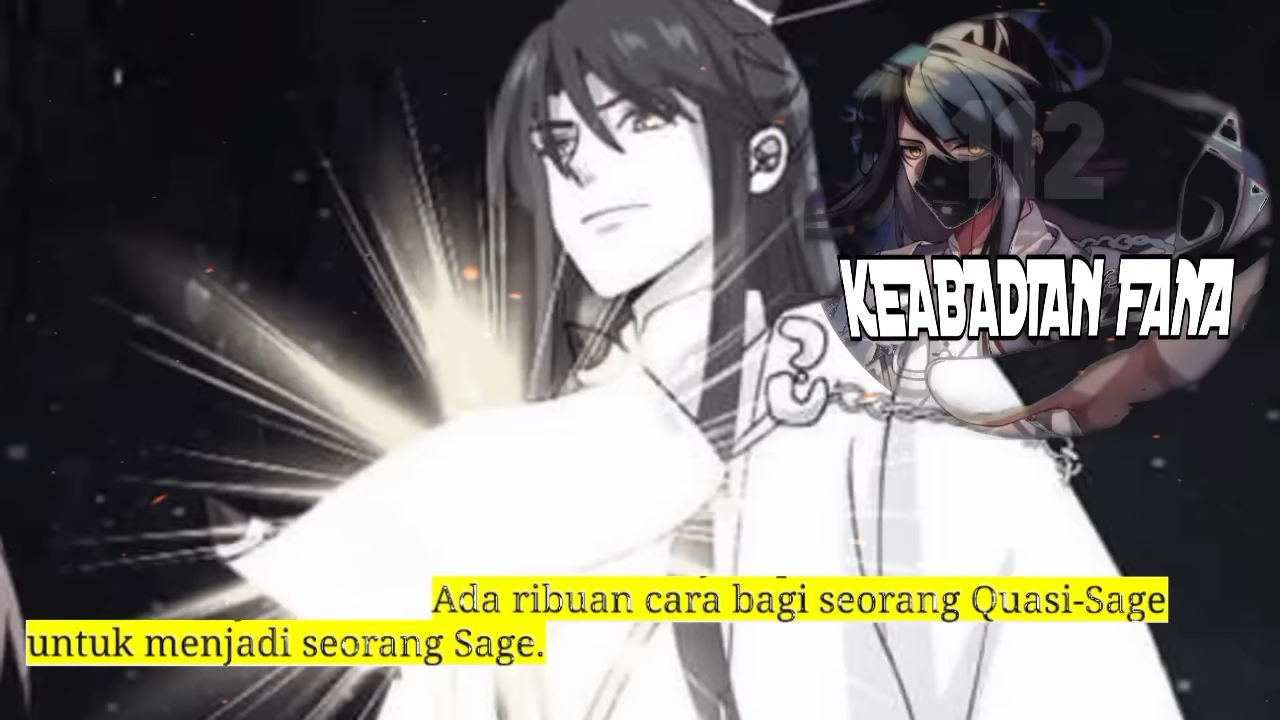 112
KEABADIAN FANA
Ada ribuan cara bagi seorang Quasi-Sage
untuk menjadi seorang Sage.